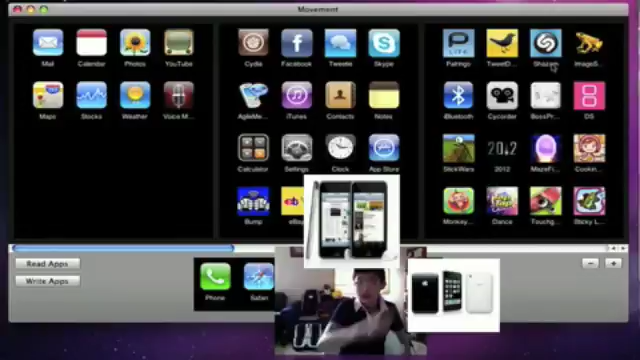 Movement
Mail Calendar Photos YouTube Cydia Facebook Tweetie Skype Palringo TweetD... Shazam ImageS...
Maps Stocks Weather Voice M... AgileMe... iTunes Contacts Notes iBluetooth Cycorder BossPr... DS
Calculator Settings Clock App Store StickWars 2012 MazeFi... Cookin...
Bump eBay Monkey... Dance Touchg... Sticky L...
Read Apps
Write Apps
Phone Safari